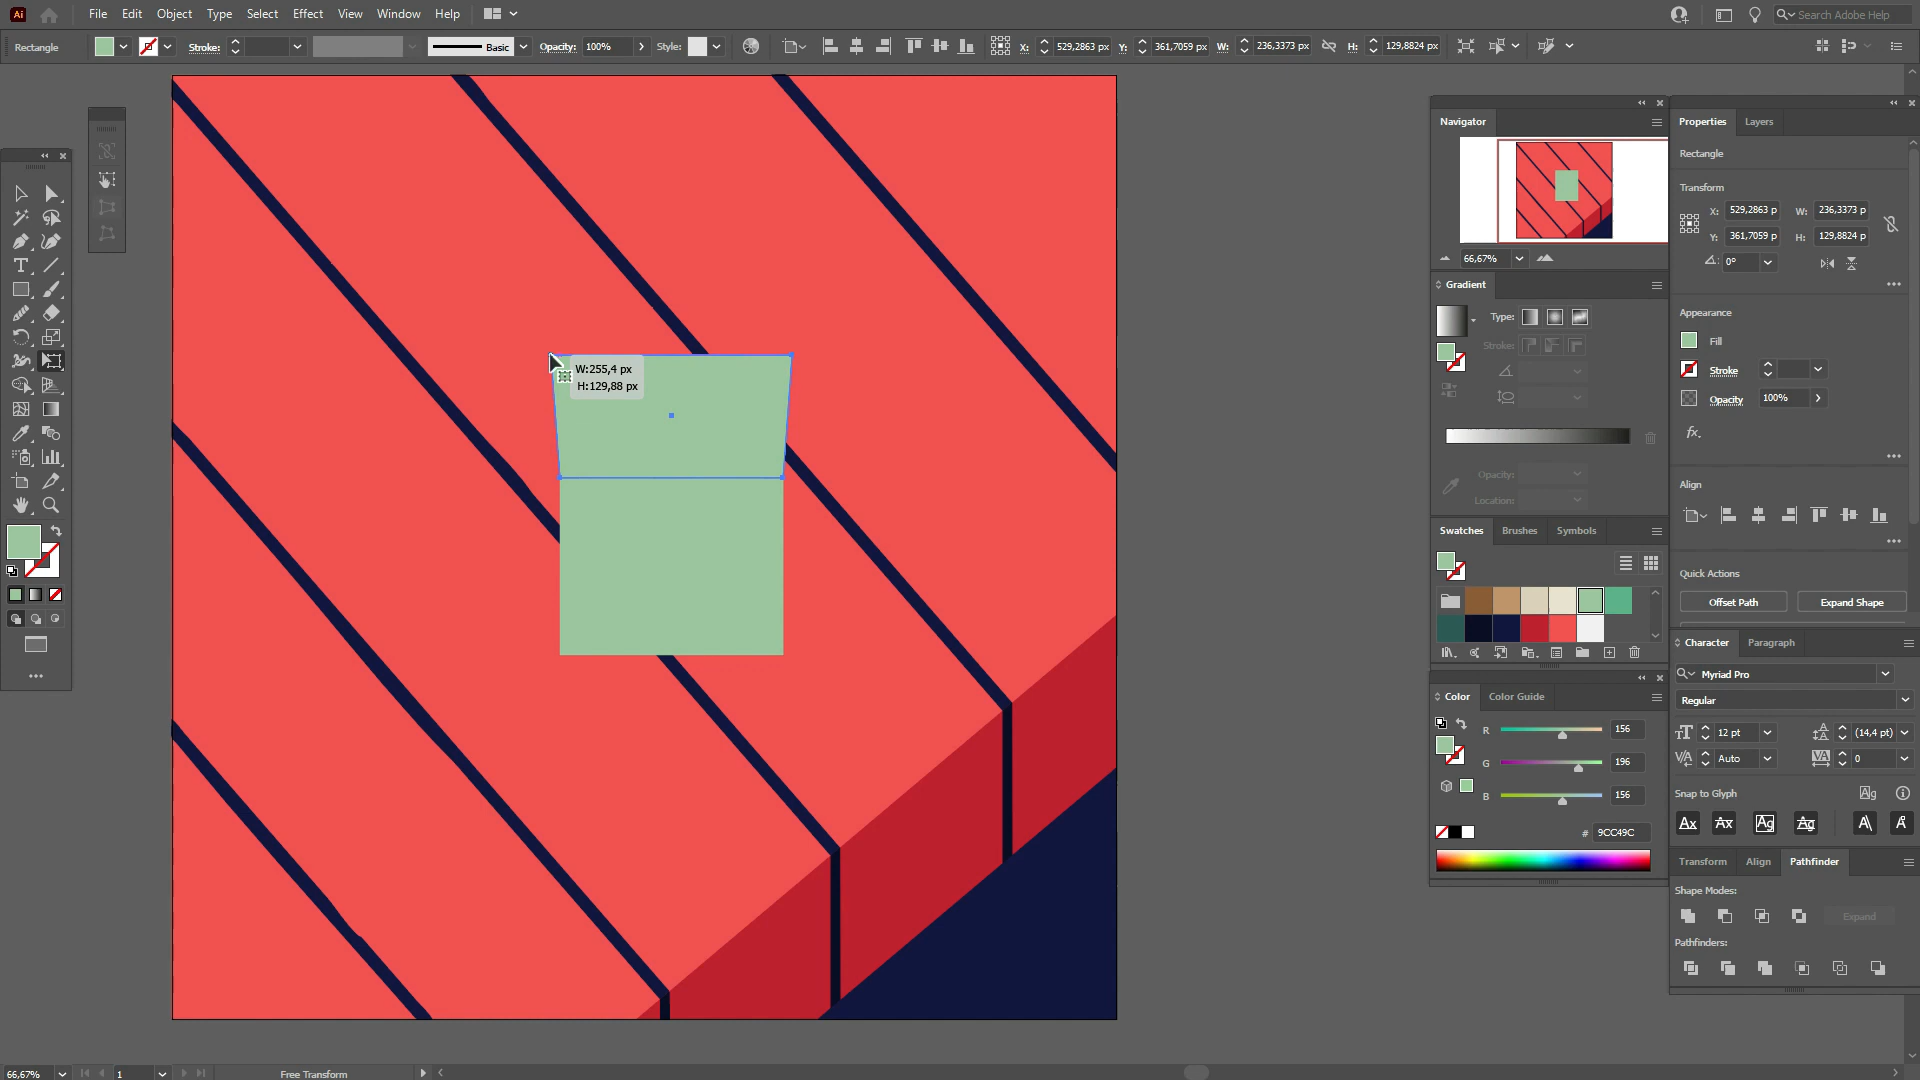 Ai File Edit Object Type Select Effect View Window Help Search Adobe Help
Rectangle Stroke: Basic Opacity: 100% Style: X: 529,2863 px Y: 361,7059 px W: 236,3373 px H: 129,8824 px
Navigator
Properties Layers
Rectangle
Transform
X: 529,2863 p W: 236,3373 p
Y: 361,7059 p H: 129,8824 p
0°
66,67%
Gradient
Type:
Stroke:
Opacity:
Location:
Appearance
Fill
Stroke
Opacity 100%
fx.
Align
W:255,4 px
H:129,88 px
Swatches Brushes Symbols
Quick Actions
Offset Path Expand Shape
Character Paragraph
Myriad Pro
Regular
12 pt (14,4 pt)
Auto 0
Snap to Glyph
Color Color Guide
R 156
G 196
B 156
# 9CC49C
Transform Align Pathfinder
Shape Modes:
Expand
Pathfinders:
66,67% 1 Free Transform